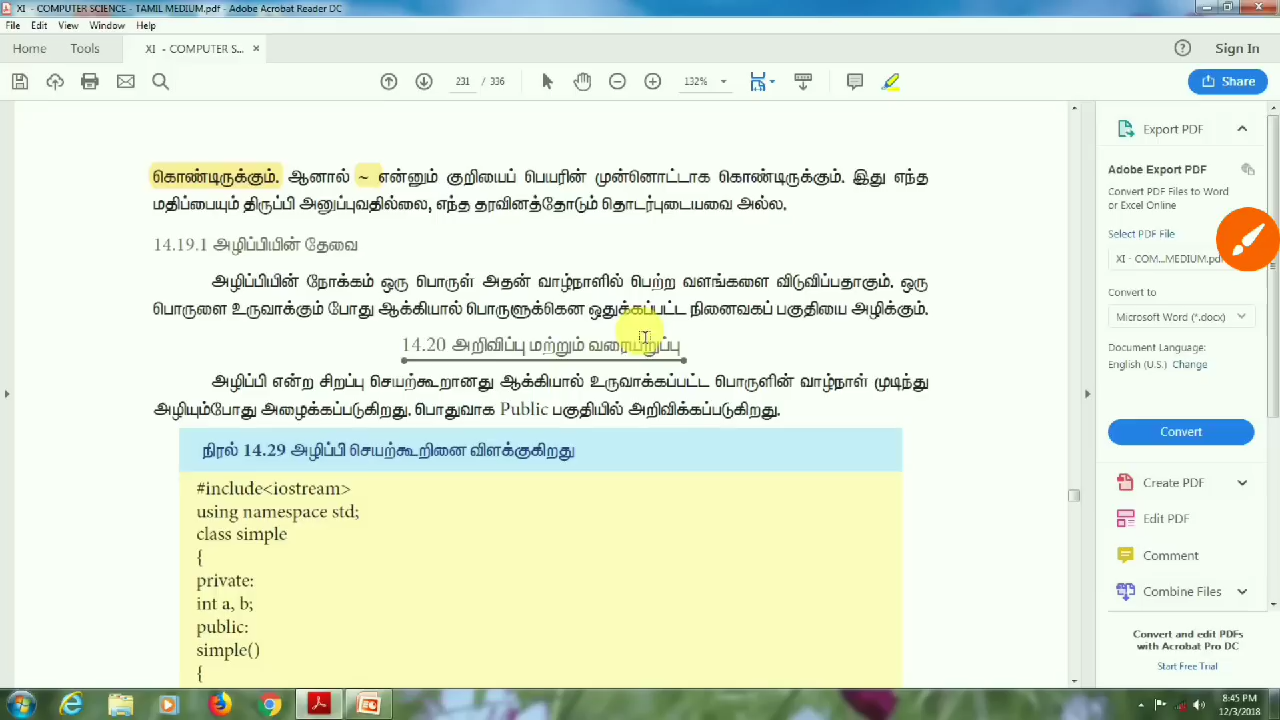 XI - COMPUTER SCIENCE - TAMIL MEDIUM.pdf - Adobe Acrobat Reader DC
File Edit View Window Help
Home Tools XI - COMPUTER S... × Sign In
231 / 336 132% Share
கொண்டிருக்கும். ஆனால் ~ என்னும் குறியைப் பெயரின் முன்னொட்டாக கொண்டிருக்கும். இது எந்த
மதிப்பையும் திருப்பி அனுப்புவதில்லை, எந்த தரவினத்தோடும் தொடர்புடையவை அல்ல.
14.19.1 அழிப்பியின் தேவை
அழிப்பியின் நோக்கம் ஒரு பொருள் அதன் வாழ்நாளில் பெற்ற வளங்களை விடுவிப்பதாகும். ஒரு
பொருளை உருவாக்கும் போது ஆக்கியால் பொருளுக்கென ஒதுக்கப்பட்ட நினைவகப் பகுதியை அழிக்கும்.
14.20 அறிவிப்பு மற்றும் வரையறுப்பு
அழிப்பி என்ற சிறப்பு செயற்கூறானது ஆக்கியால் உருவாக்கப்பட்ட பொருளின் வாழ்நாள் முடிந்து
அழியும்போது அழைக்கப்படுகிறது. பொதுவாக Public பகுதியில் அறிவிக்கப்படுகிறது.
நிரல் 14.29 அழிப்பி செயற்கூறினை விளக்குகிறது
#include<iostream>
using namespace std;
class simple
{
private:
int a, b;
public:
simple()
{
Export PDF
Adobe Export PDF
Convert PDF Files to Word
or Excel Online
Select PDF File
XI - COM...MEDIUM.pdf
Convert to
Microsoft Word (*.docx)
Document Language:
English (U.S.) Change
Convert
Create PDF
Edit PDF
Comment
Combine Files
Convert and edit PDFs
with Acrobat Pro DC
Start Free Trial
8:45 PM
12/3/2018